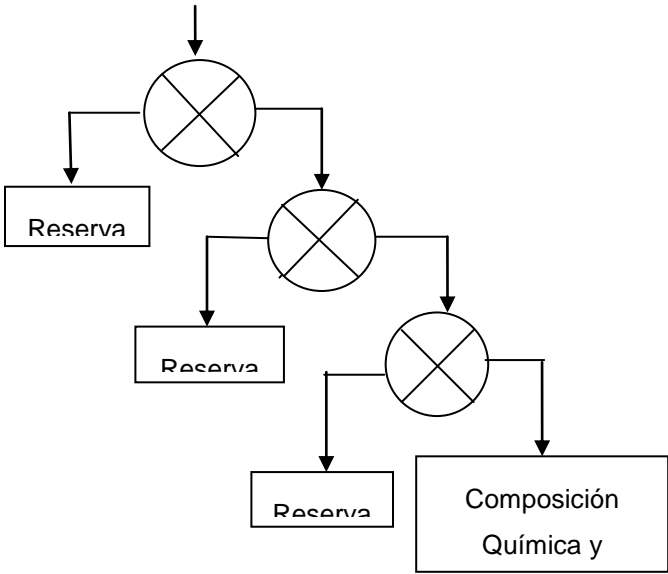 Reserva
Reserva
Reserva
Composición
Química y